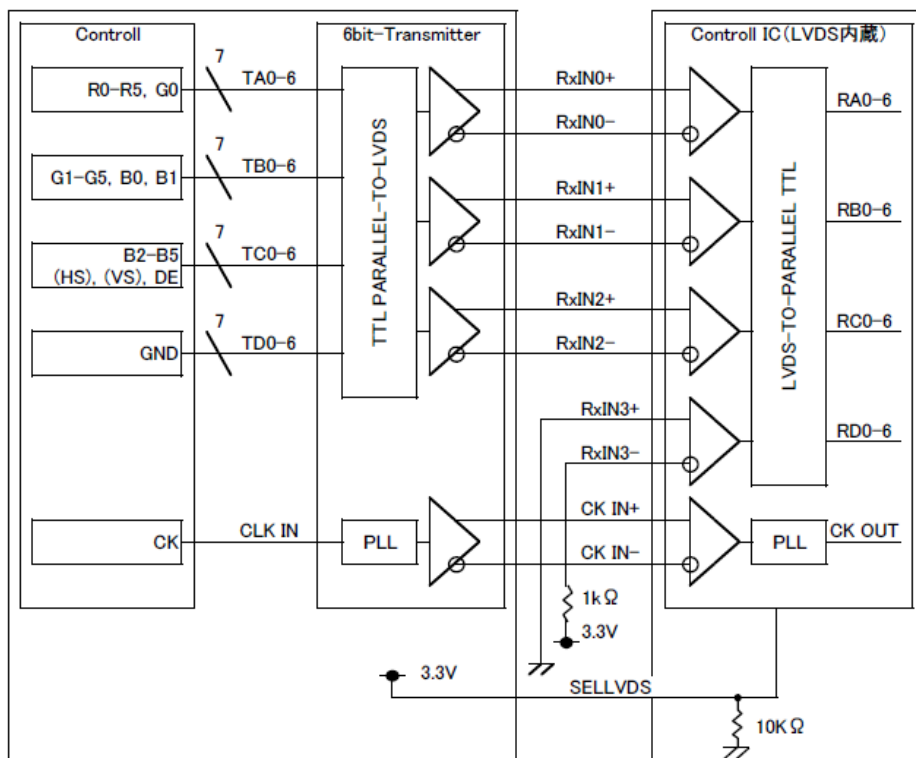 Controll
6bit-Transmitter
Controll IC(LVDS内蔵)
R0-R5, G0
7
TA0-6
RxIN0+
RxIN0-
RA0-6
G1-G5, B0, B1
7
TB0-6
RxIN1+
RxIN1-
RB0-6
B2-B5
(HS), (VS), DE
7
TC0-6
RxIN2+
RxIN2-
RC0-6
GND
7
TD0-6
RxIN3+
RxIN3-
RD0-6
TTL PARALLEL-TO-LVDS
LVDS-TO-PARALLEL TTL
CK
CLK IN
PLL
CK IN+
CK IN-
PLL
CK OUT
1kΩ
3.3V
3.3V
SELLVDS
10KΩ